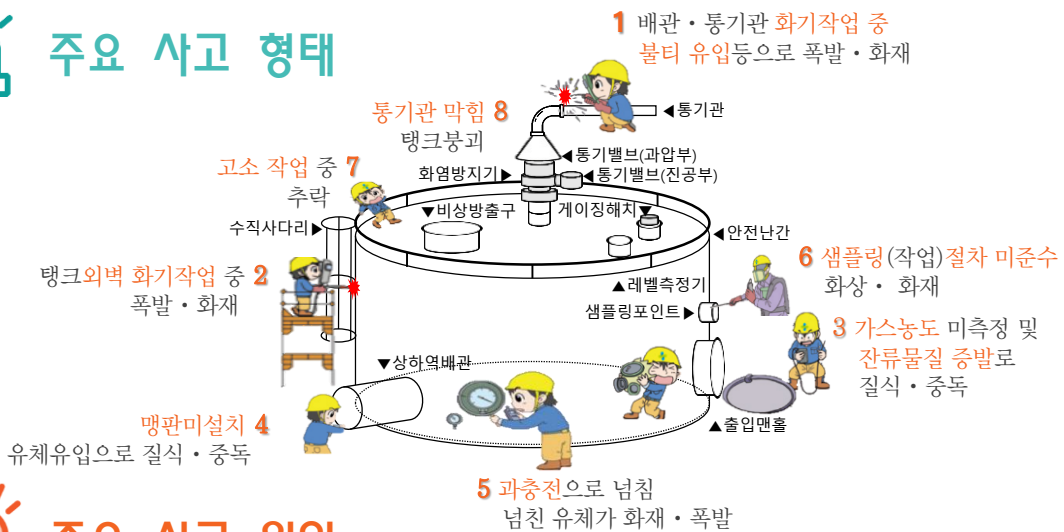 주요 사고 형태
1 배관・통기관 화기작업 중
불티 유입등으로 폭발・화재
통기관 막힘 8
탱크붕괴
◀통기관
◀통기밸브(과압부)
화염방지기▶
◀통기밸브(진공부)
고소 작업 중 7
추락
▼비상방출구
게이징해치▼
수직사다리▶
◀안전난간
6 샘플링(작업)절차 미준수
화상・ 화재
탱크외벽 화기작업 중 2
폭발・화재
▲레벨측정기
샘플링포인트▶
3 가스농도 미측정 및
잔류물질 증발로
질식・중독
▼상하역배관
맹판미설치 4
유체유입으로 질식・중독
▲출입맨홀
5 과충전으로 넘침
넘친 유체가 화재・폭발
주요 사고 원인